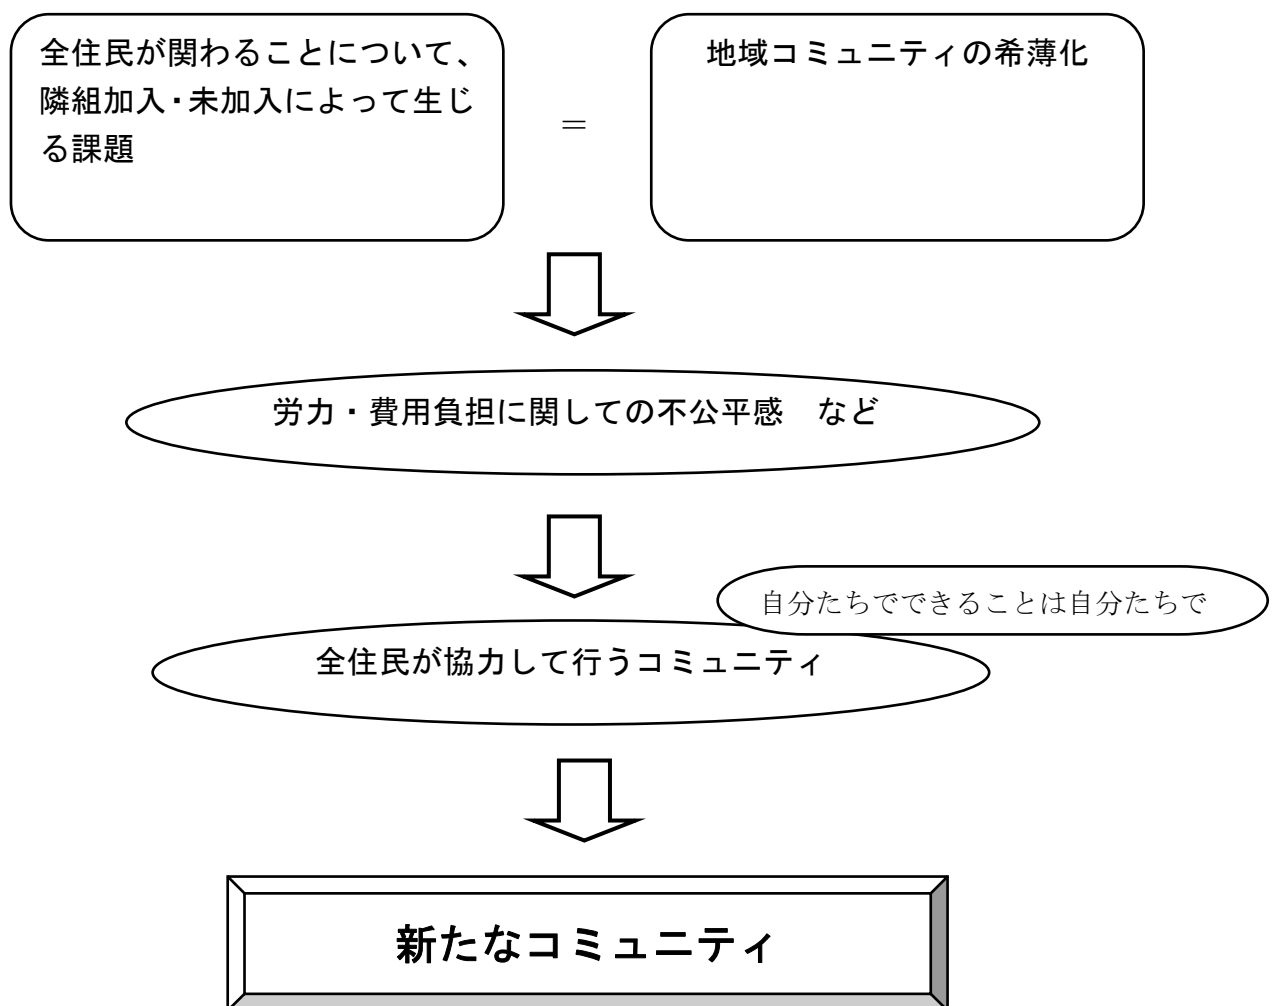 全住民が関わることについて、
隣組加入・未加入によって生じ
る課題
＝
地域コミュニティの希薄化
労力・費用負担に関しての不公平感　など
自分たちでできることは自分たちで
全住民が協力して行うコミュニティ
新たなコミュニティ